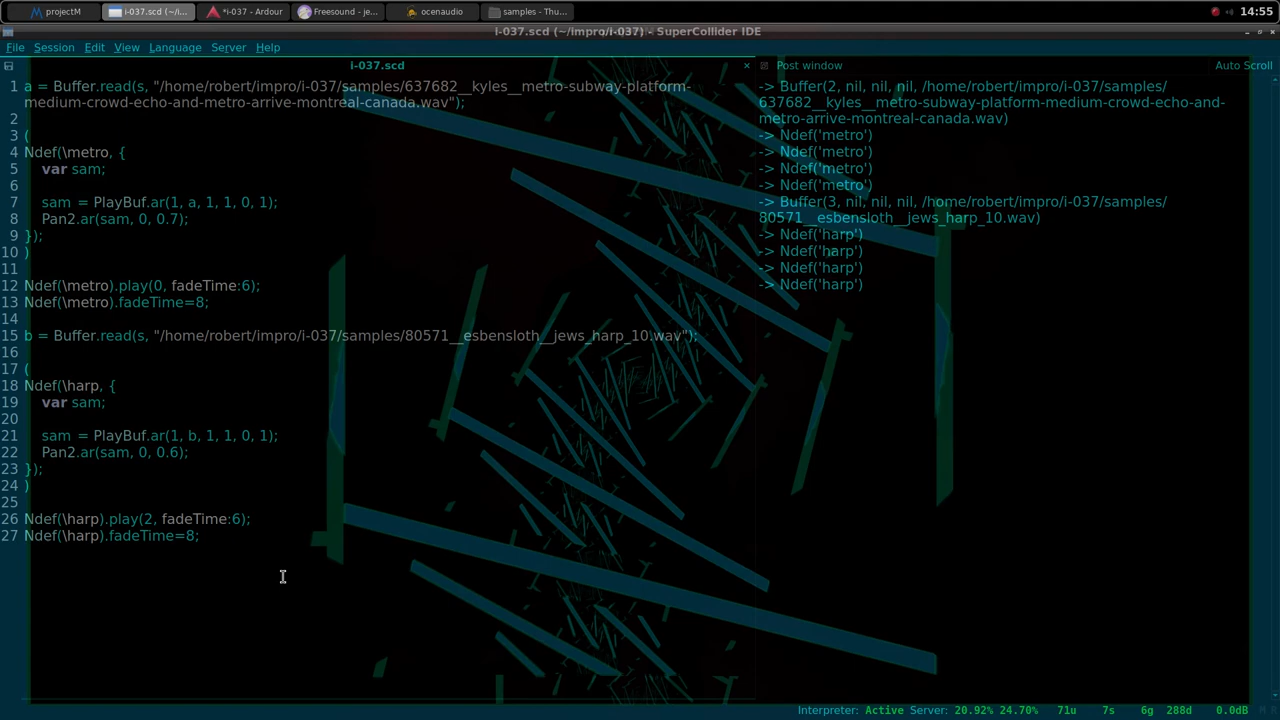 projectM
i-037.scd (~/i...
*i-037 - Ardour
Freesound - je...
ocenaudio
samples - Thu...
14:55
i-037.scd (~/impro/i-037) - SuperCollider IDE
File Session Edit View Language Server Help
i-037.scd
1 a = Buffer.read(s, "/home/robert/impro/i-037/samples/637682__kyles__metro-subway-platform-
medium-crowd-echo-and-metro-arrive-montreal-canada.wav");
2
3 (
4 Ndef(\metro, {
5 var sam;
6
7 sam = PlayBuf.ar(1, a, 1, 1, 0, 1);
8 Pan2.ar(sam, 0, 0.7);
9 });
10 )
11
12 Ndef(\metro).play(0, fadeTime:6);
13 Ndef(\metro).fadeTime=8;
14
15 b = Buffer.read(s, "/home/robert/impro/i-037/samples/80571__esbensloth__jews_harp_10.wav");
16
17 (
18 Ndef(\harp, {
19 var sam;
20
21 sam = PlayBuf.ar(1, b, 1, 1, 0, 1);
22 Pan2.ar(sam, 0, 0.6);
23 });
24 )
25
26 Ndef(\harp).play(2, fadeTime:6);
27 Ndef(\harp).fadeTime=8;
Post window
Auto Scroll
-> Buffer(2, nil, nil, nil, /home/robert/impro/i-037/samples/
637682__kyles__metro-subway-platform-medium-crowd-echo-and-
metro-arrive-montreal-canada.wav)
-> Ndef('metro')
-> Ndef('metro')
-> Ndef('metro')
-> Ndef('metro')
-> Buffer(3, nil, nil, nil, /home/robert/impro/i-037/samples/
80571__esbensloth__jews_harp_10.wav)
-> Ndef('harp')
-> Ndef('harp')
-> Ndef('harp')
-> Ndef('harp')
Interpreter: Active Server: 20.92% 24.70% 71u 7s 6g 288d 0.0dB